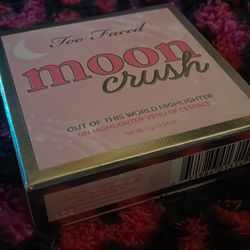 Too Faced
moon
crush
OUT OF THIS WORLD HIGHLIGHTER
UN HIGHLIGHTER VENU DE L'ESPACE